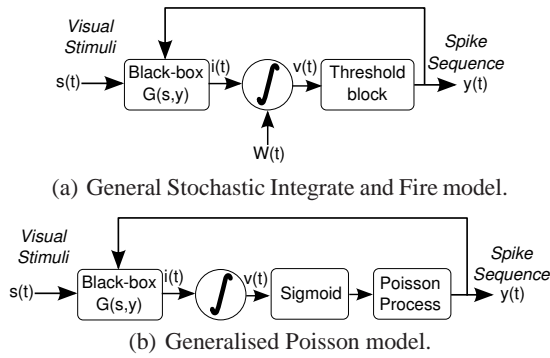 Visual
Stimuli
s(t)
Black-box
G(s,y)
i(t)
∫
W(t)
v(t)
Threshold
block
Spike
Sequence
y(t)
(a) General Stochastic Integrate and Fire model.
Visual
Stimuli
s(t)
Black-box
G(s,y)
i(t)
∫
v(t)
Sigmoid
Poisson
Process
Spike
Sequence
y(t)
(b) Generalised Poisson model.